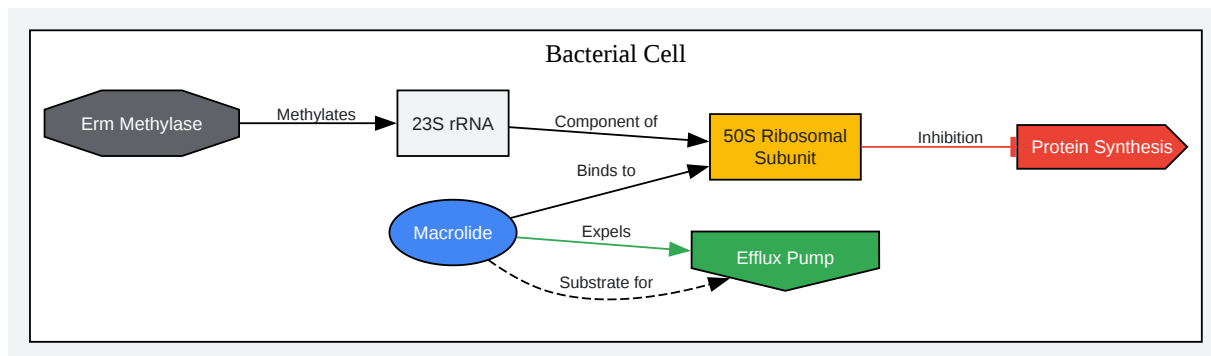 Bacterial Cell
Erm Methylase
Methylates
23S rRNA
Component of
50S Ribosomal
Subunit
Inhibition
Protein Synthesis
Binds to
Macrolide
Expels
Efflux Pump
Substrate for